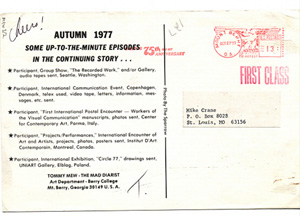 Cheers!
AUTUMN 1977
SOME UP-TO-THE-MINUTE EPISODES
IN THE CONTINUING STORY . . .
★ Participant, Group Show, "The Recorded Work," and/or Gallery,
audio tapes sent, Seattle, Washington.
★ Participant, International Communication Event, Copenhagen,
Denmark, telex used, video tape, letters, information, mes-
sages, etc. sent.
★ Participant, "First International Postal Encounter — Workers
of the Visual Communication" manuscripts, photos sent, Center for
Contemporary Art, Parma, Italy.
★ Participant, "Projects/Performances," International Encounter of
Art and Artists, projects, photos, posters sent, Institut D'Art
Contemporain, Montreal, Canada.
★ Participant, International Exhibition, "Circle 77," drawings sent,
UNIART Gallery, Elblag, Poland.
TOMMY MEW - THE MAD DIARIST
Art Department - Berry College
Mt. Berry, Georgia 30149 U. S. A.
Photo By The Spectrum
75th ANNIVERSARY
FIRST CLASS
Mike Crane
P. O. Box 8025
St. Louis, MO 63156
T.